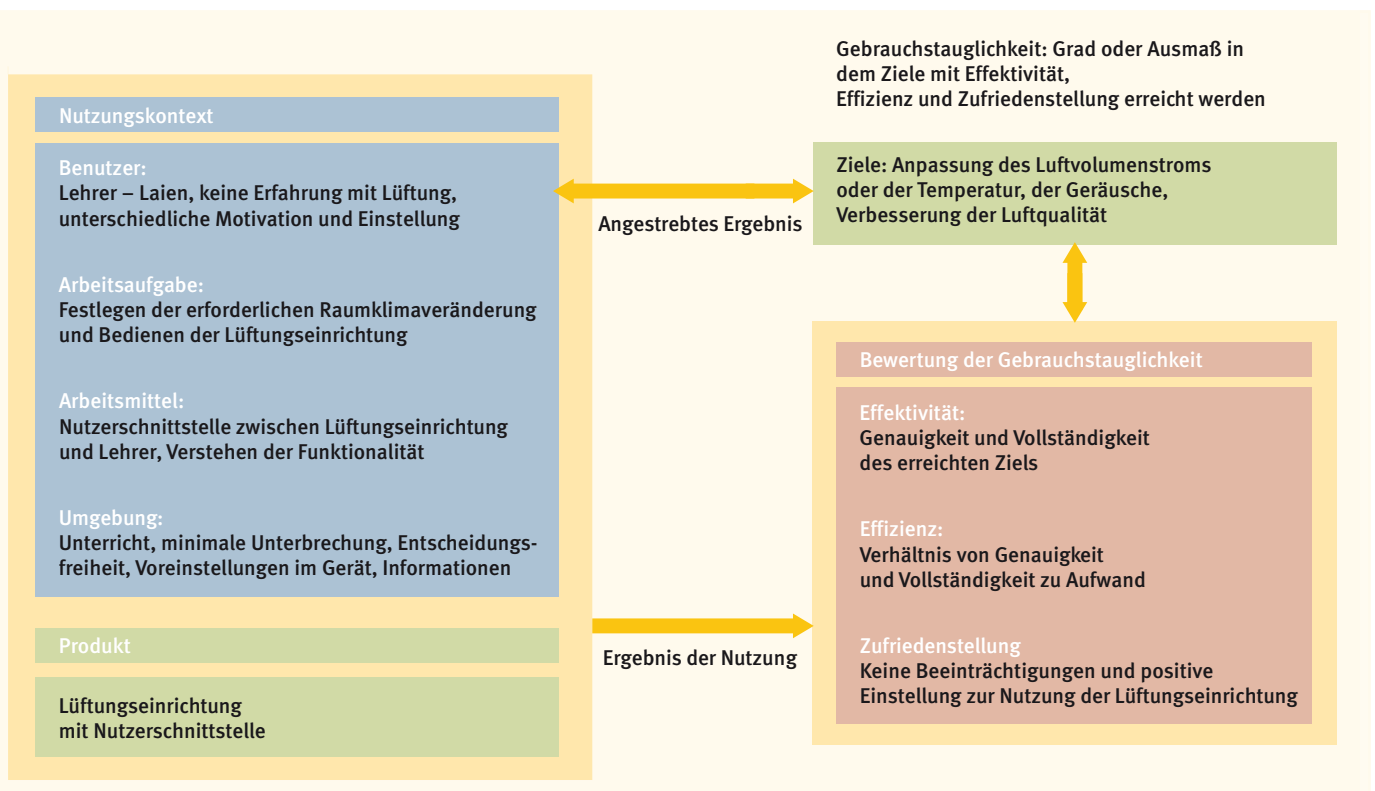 Nutzungskontext
Benutzer:
Lehrer – Laien, keine Erfahrung mit Lüftung,
unterschiedliche Motivation und Einstellung
Arbeitsaufgabe:
Festlegen der erforderlichen Raumklimaveränderung
und Bedienen der Lüftungseinrichtung
Arbeitsmittel:
Nutzerschnittstelle zwischen Lüftungseinrichtung
und Lehrer, Verstehen der Funktionalität
Umgebung:
Unterricht, minimale Unterbrechung, Entscheidungs-
freiheit, Voreinstellungen im Gerät, Informationen
Produkt
Lüftungseinrichtung
mit Nutzerschnittstelle
Angestrebtes Ergebnis
Ergebnis der Nutzung
Gebrauchstauglichkeit: Grad oder Ausmaß in
dem Ziele mit Effektivität,
Effizienz und Zufriedenstellung erreicht werden
Ziele: Anpassung des Luftvolumenstroms
oder der Temperatur, der Geräusche,
Verbesserung der Luftqualität
Bewertung der Gebrauchstauglichkeit
Effektivität:
Genauigkeit und Vollständigkeit
des erreichten Ziels
Effizienz:
Verhältnis von Genauigkeit
und Vollständigkeit zu Aufwand
Zufriedenstellung
Keine Beeinträchtigungen und positive
Einstellung zur Nutzung der Lüftungseinrichtung